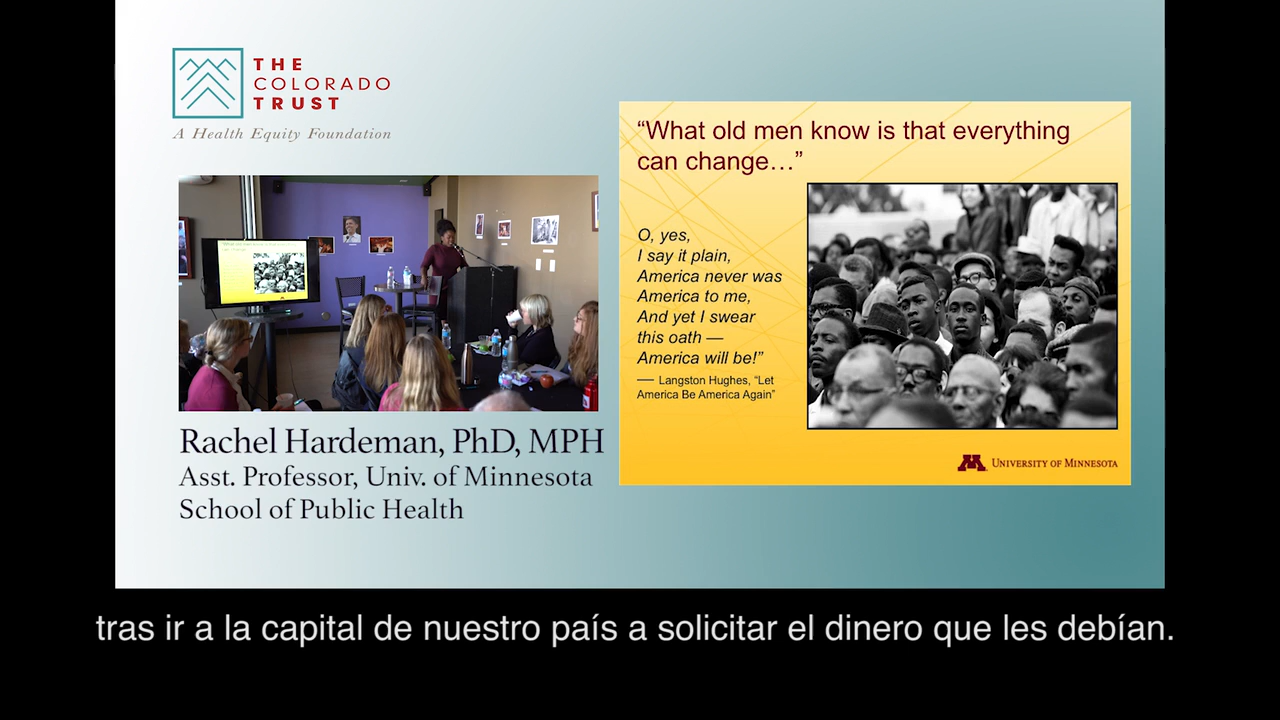 THE
COLORADO
TRUST
A Health Equity Foundation
“What old men know is that everything
can change…”
O, yes,
I say it plain,
America never was
America to me,
And yet I swear
this oath —
America will be!”
— Langston Hughes, “Let
America Be America Again”
UNIVERSITY OF MINNESOTA
Rachel Hardeman, PhD, MPH
Asst. Professor, Univ. of Minnesota
School of Public Health
tras ir a la capital de nuestro país a solicitar el dinero que les debían.